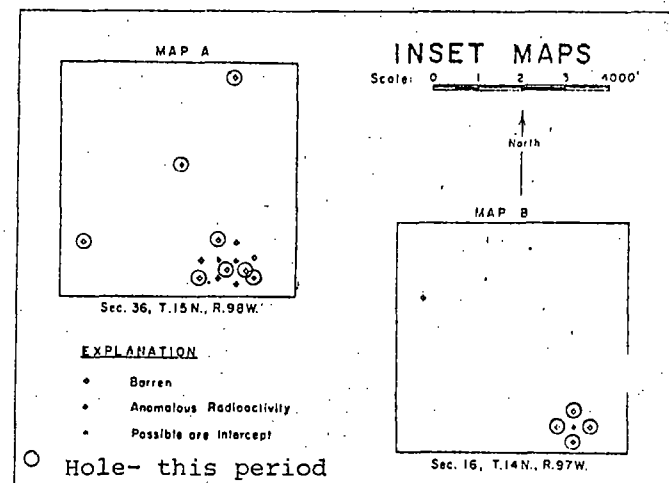 MAP A
INSET MAPS
Scale: 0 1 2 3 4000'
North
MAP B
Sec. 36, T.15N., R.98W.
EXPLANATION
Barren
Anomalous Radioactivity
Possible ore Intercept
Hole- this period
Sec. 16, T.14N., R.97W.